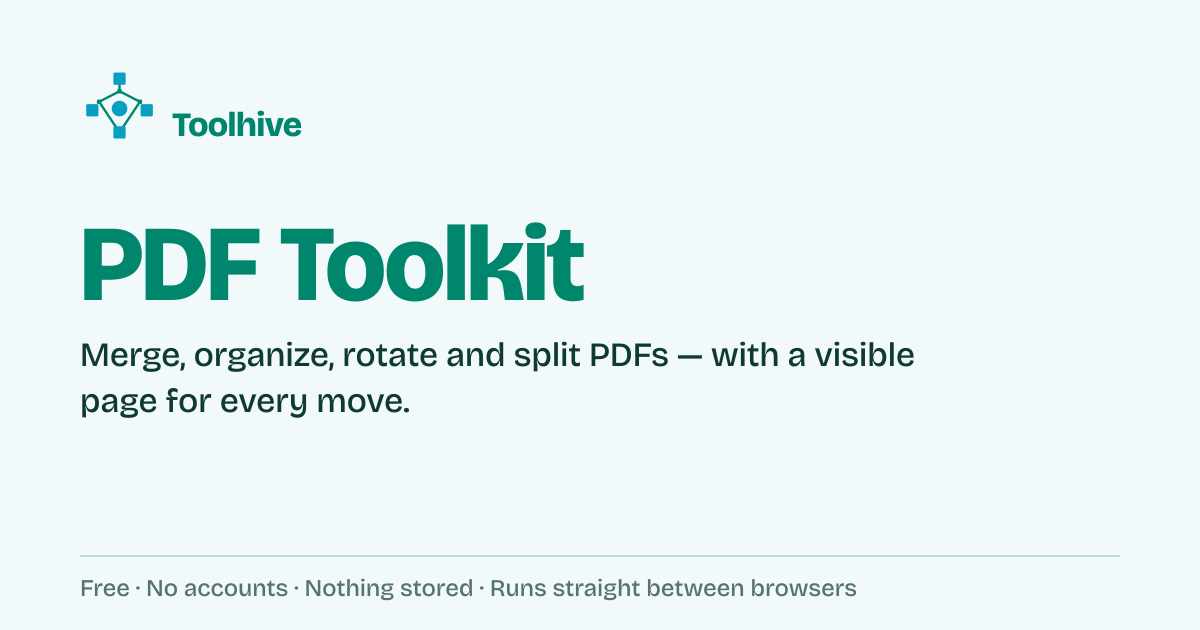 Toolhive
PDF Toolkit
Merge, organize, rotate and split PDFs — with a visible
page for every move.
Free · No accounts · Nothing stored · Runs straight between browsers